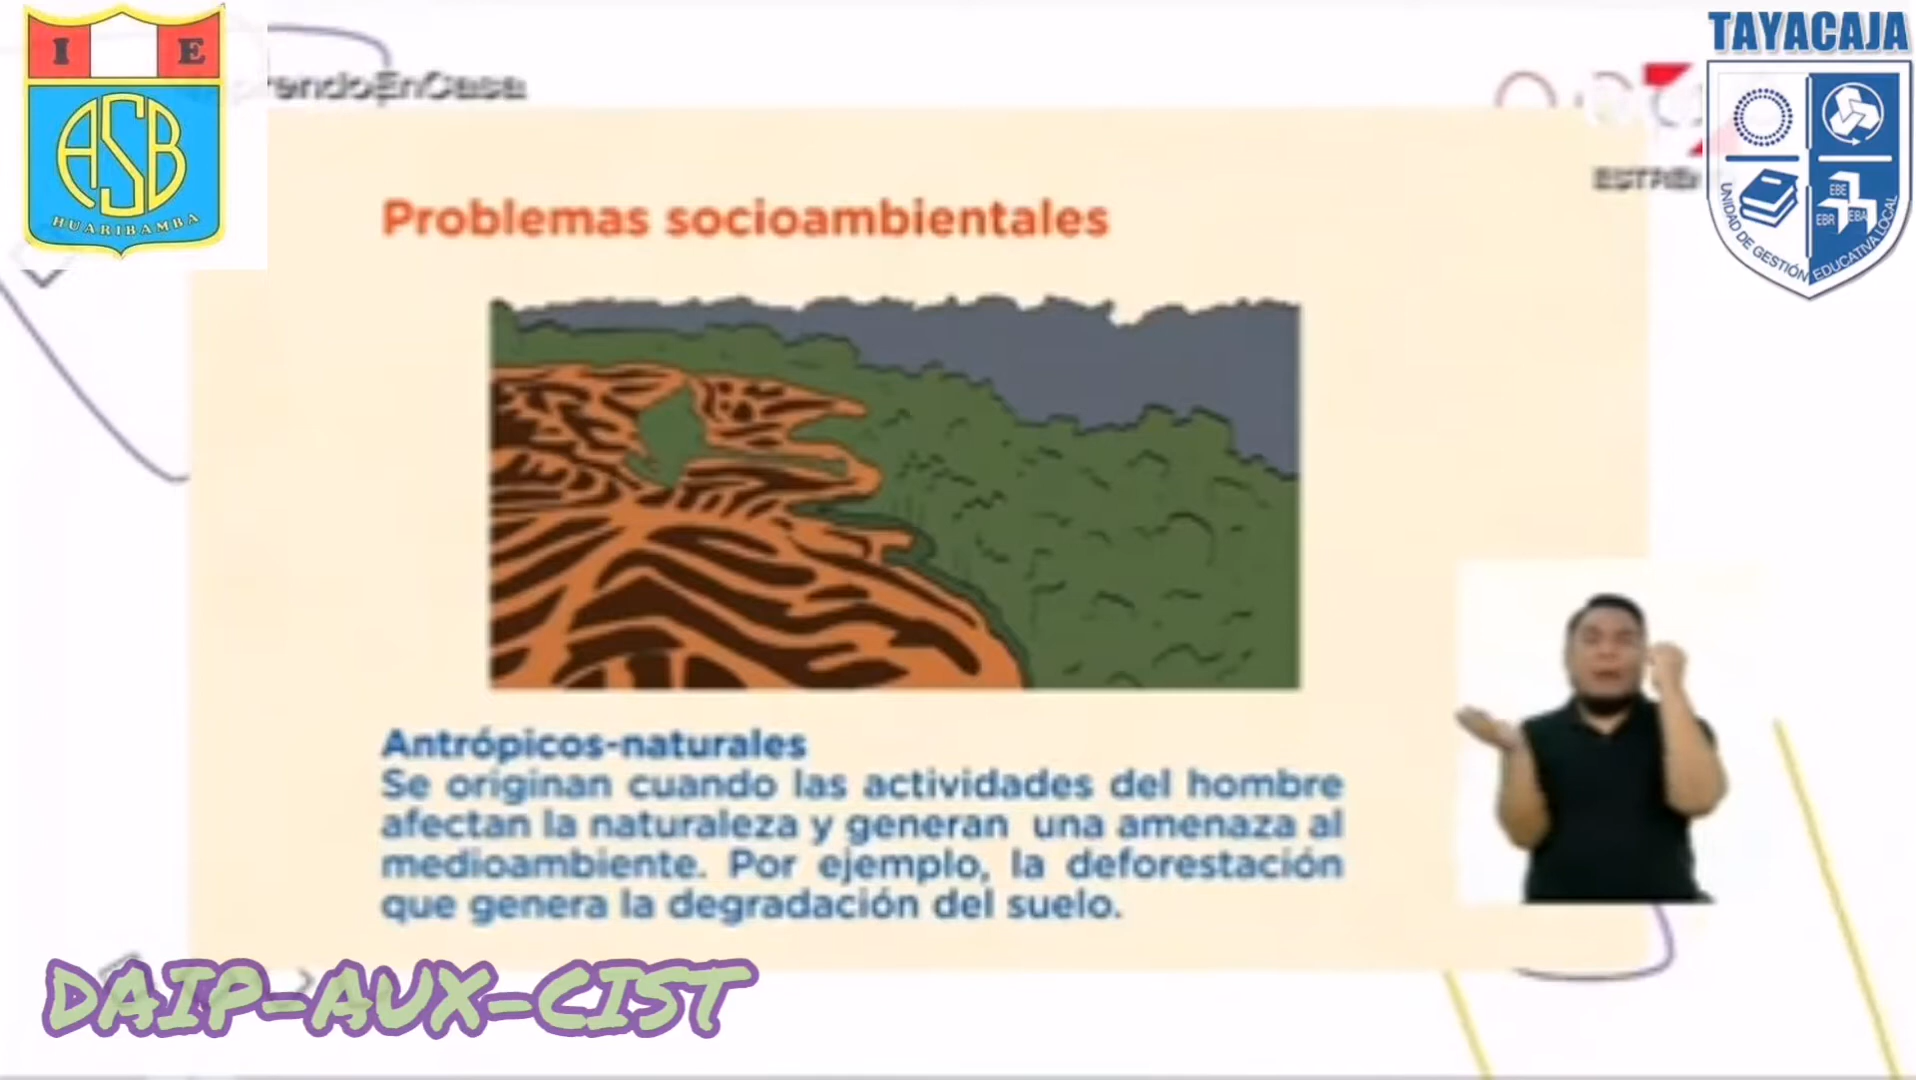 I E
ASB
HUARIBAMBA
TAYACAJA
EBE
EBR
EBA
UNIDAD DE GESTIÓN EDUCATIVA LOCAL
Problemas socioambientales
Antrópicos-naturales
Se originan cuando las actividades del hombre
afectan la naturaleza y generan una amenaza al
medioambiente. Por ejemplo, la deforestación
que genera la degradación del suelo.
DAIP-AUX-CIST